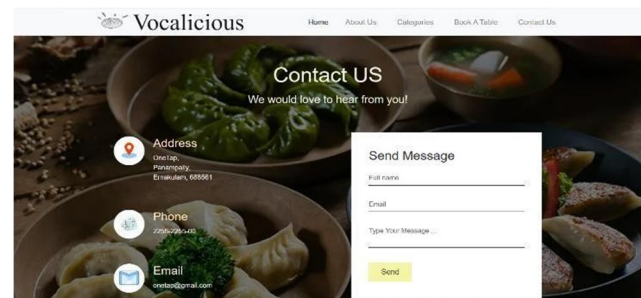 Vocalicious
Home About Us Categories Book A Table Contact Us
Contact US
We would love to hear from you!
Address
OneTap,
Panampally,
Ernakulam, 688561
Phone
Email
onetap@gmail.com
Send Message
Full name
Email
Type Your Message ...
Send